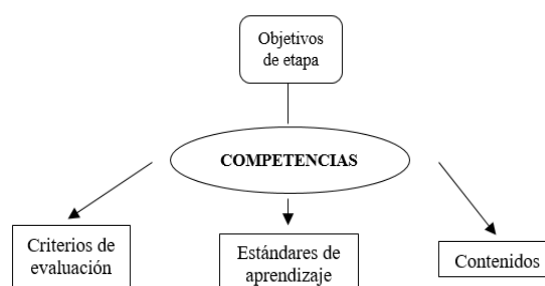 Objetivos
de etapa
COMPETENCIAS
Criterios de
evaluación
Estándares de
aprendizaje
Contenidos